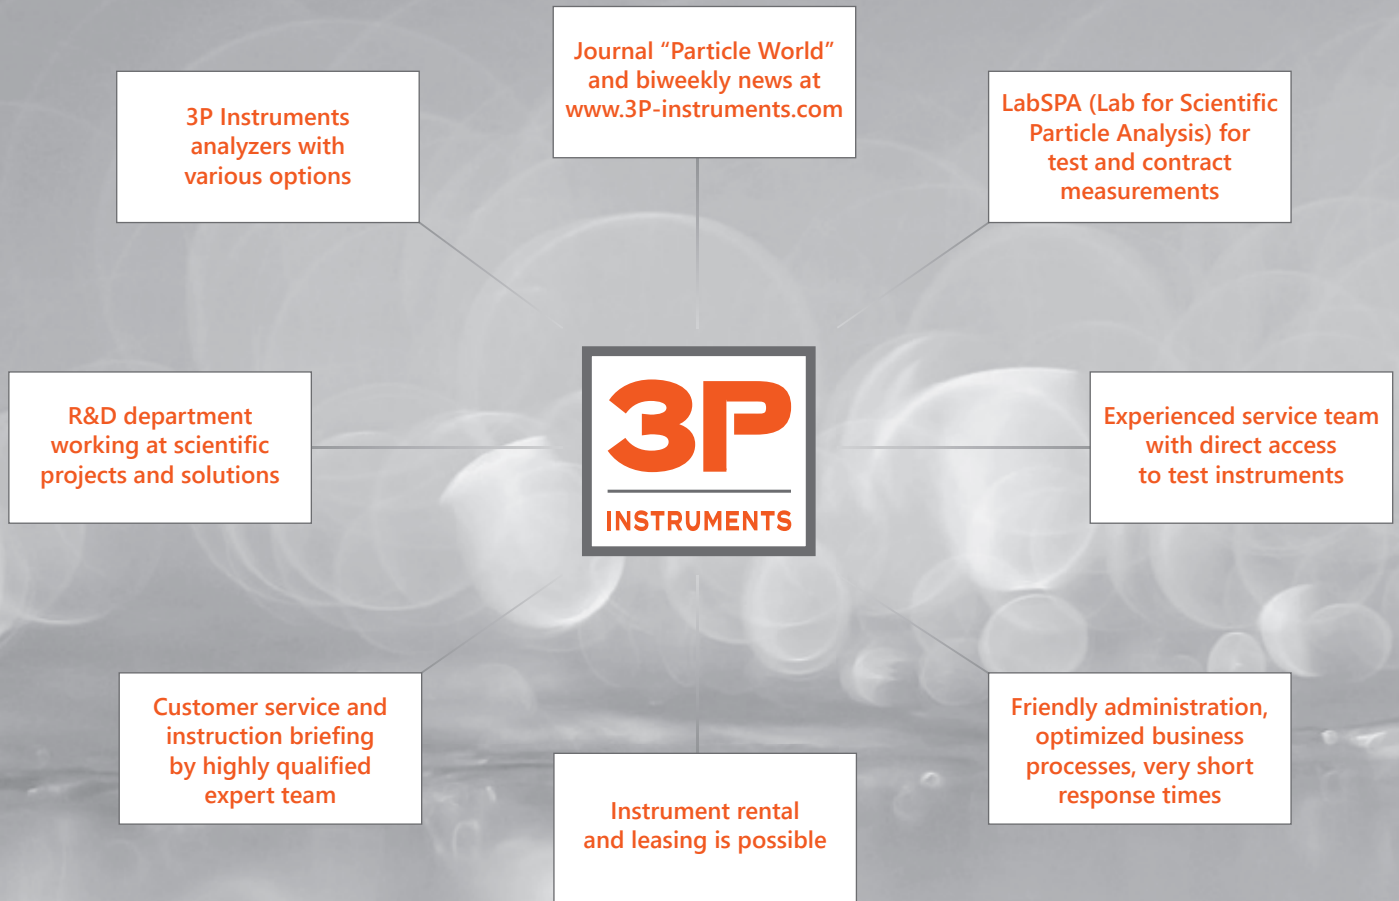 Journal “Particle World”
and biweekly news at
www.3P-instruments.com
3P Instruments
analyzers with
various options
LabSPA (Lab for Scientific
Particle Analysis) for
test and contract
measurements
R&D department
working at scientific
projects and solutions
3P
INSTRUMENTS
Experienced service team
with direct access
to test instruments
Customer service and
instruction briefing
by highly qualified
expert team
Instrument rental
and leasing is possible
Friendly administration,
optimized business
processes, very short
response times